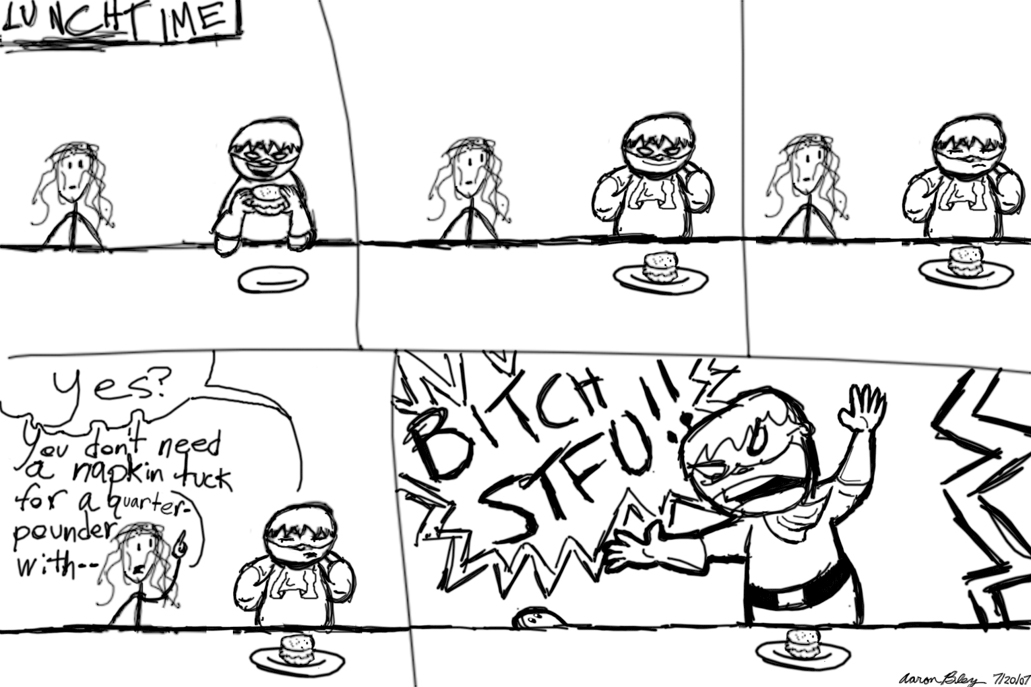 LUNCHTIME
Yes?
You don't need
a napkin tuck
for a quarter-
pounder
with--
BITCH
STFU!!
Aaron Bley 7/20/07